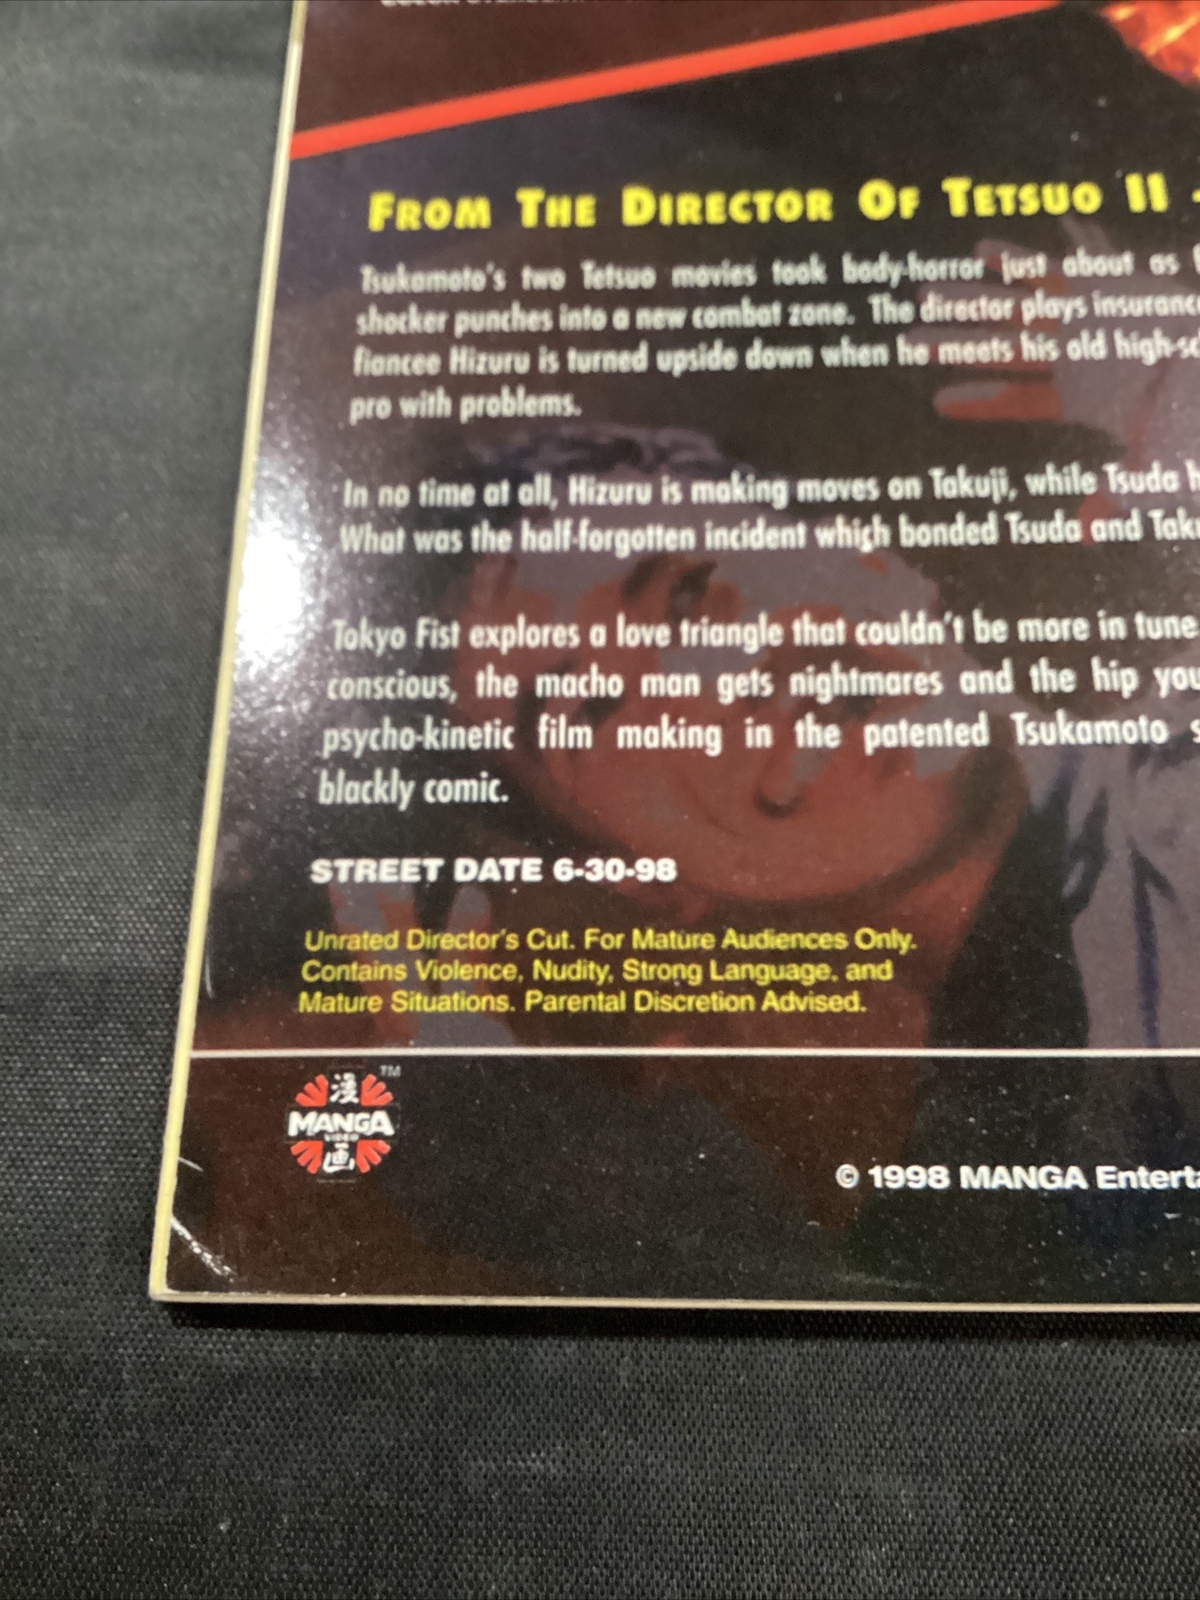 FROM THE DIRECTOR OF TETSUO II -
Tsukamoto's two Tetsuo movies took body-horror just about as
shocker punches into a new combat zone. The director plays
fiancee Hizuru is turned upside down when he meets his old
pro with problems.
In no time at all, Hizuru is making moves on Takuji, while Tsuda
What was the half-forgotten incident which bonded Tsuda and
Tokyo Fist explores a love triangle that couldn't be more in tune
conscious, the macho man gets nightmares and the hip
psycho-kinetic film making in the patented Tsukamoto
blackly comic.
STREET DATE 6-30-98
Unrated Director's Cut. For Mature Audiences Only.
Contains Violence, Nudity, Strong Language, and
Mature Situations. Parental Discretion Advised.
漫 TM
MANGA
VIDEO
画
© 1998 MANGA